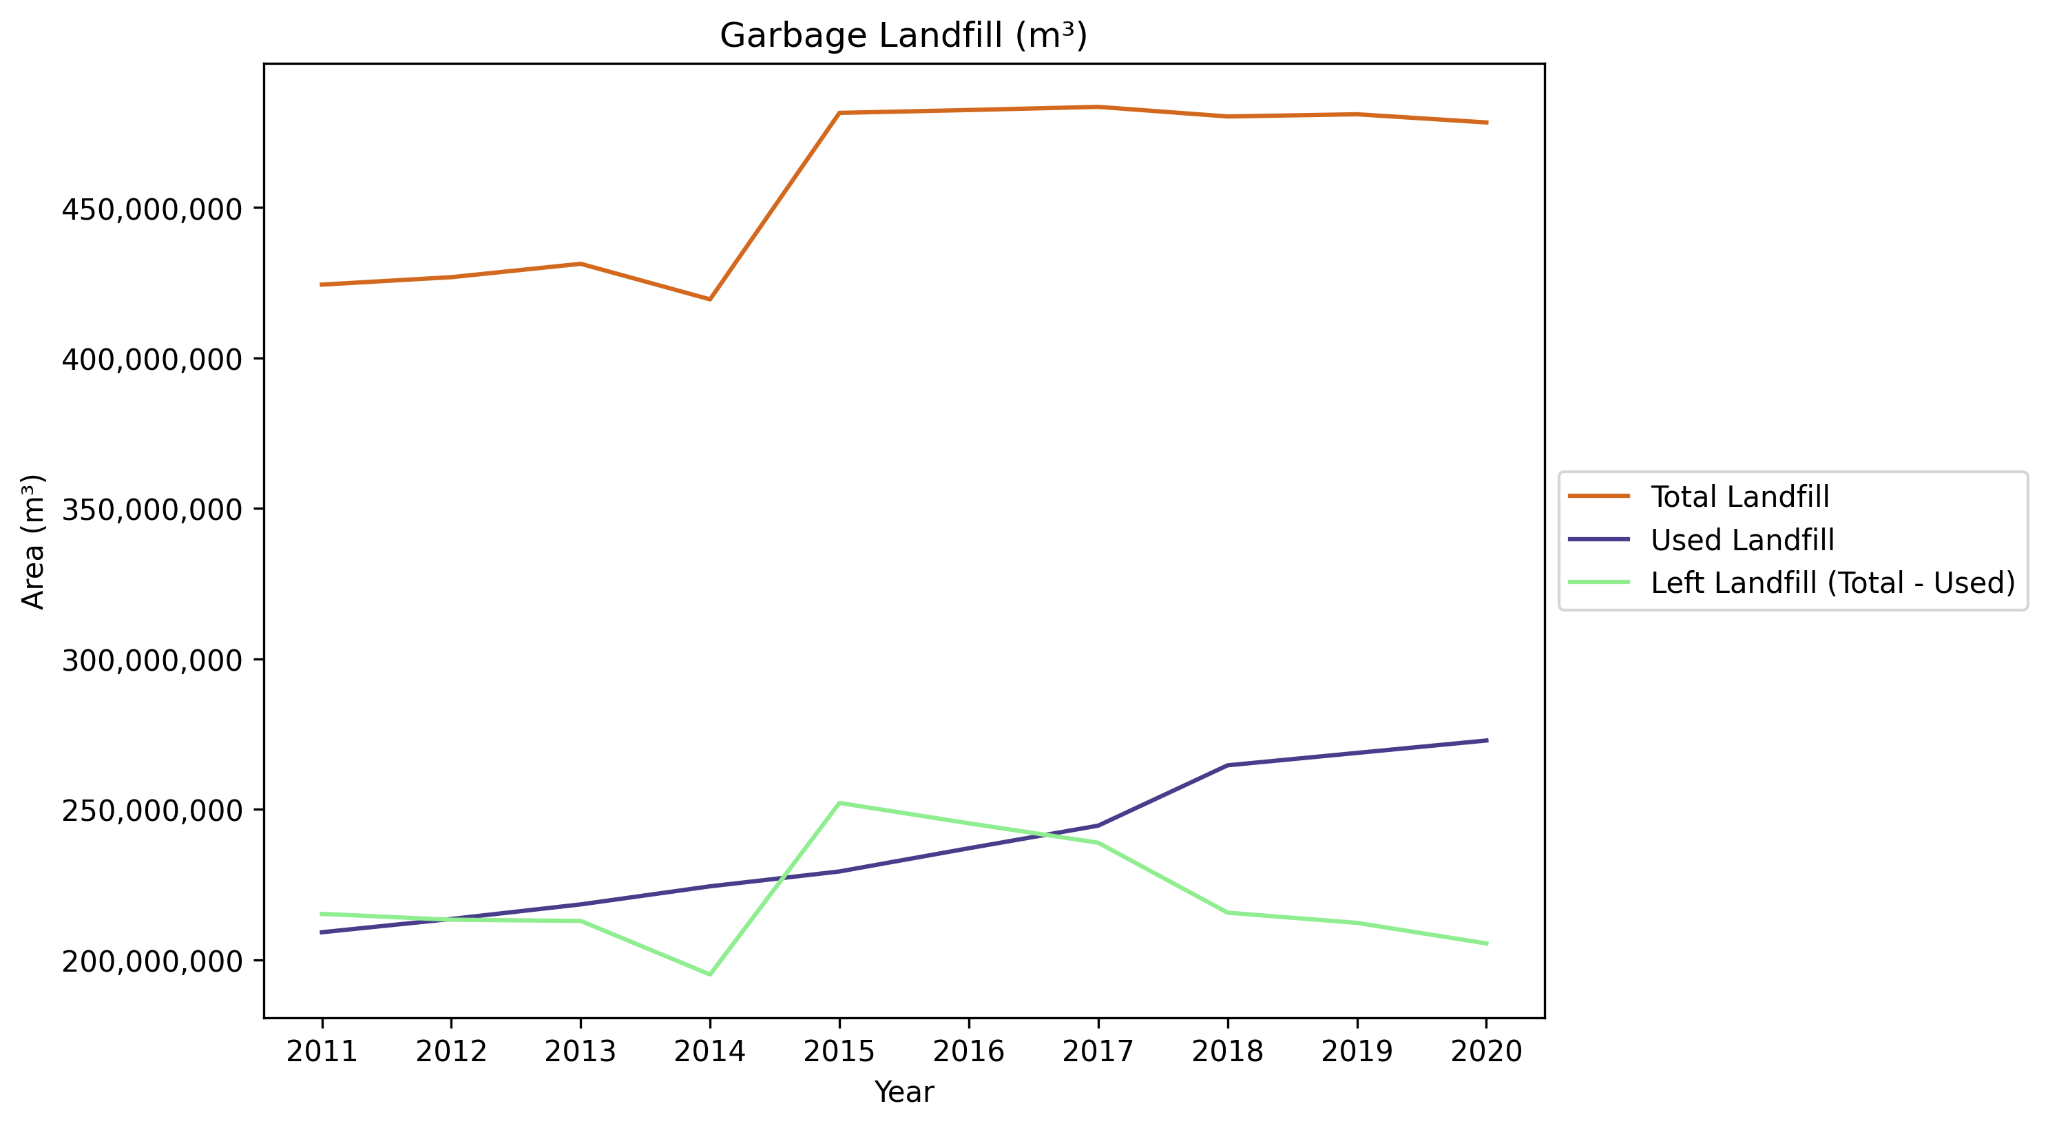 Garbage Landfill (m³)
Area (m³)
450,000,000
400,000,000
350,000,000
300,000,000
250,000,000
200,000,000
2011 2012 2013 2014 2015 2016 2017 2018 2019 2020
Year
Total Landfill
Used Landfill
Left Landfill (Total - Used)